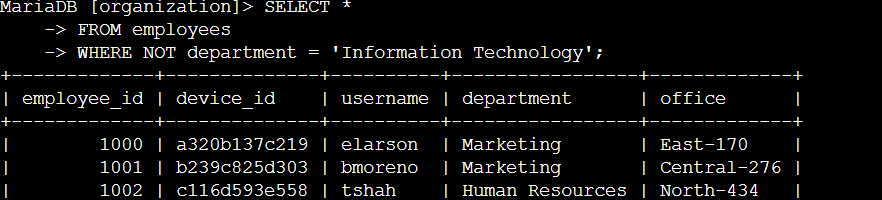 MariaDB [organization]> SELECT *
    -> FROM employees
    -> WHERE NOT department = 'Information Technology';
+-------------+--------------+----------+-----------------+-------------+
| employee_id | device_id    | username | department      | office      |
+-------------+--------------+----------+-----------------+-------------+
|        1000 | a320b137c219 | elarson  | Marketing       | East-170    |
|        1001 | b239c825d303 | bmoreno  | Marketing       | Central-276 |
|        1002 | c116d593e558 | tshah    | Human Resources | North-434   |